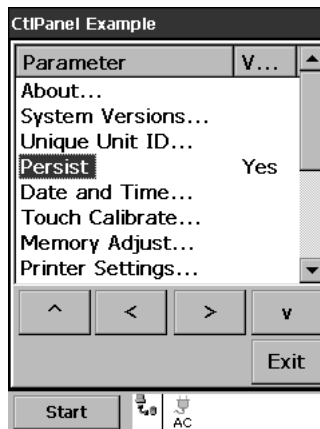 CtlPanel Example
Parameter V...
About...
System Versions...
Unique Unit ID...
Persist Yes
Date and Time...
Touch Calibrate...
Memory Adjust...
Printer Settings...
^ < > v
Exit
Start AC